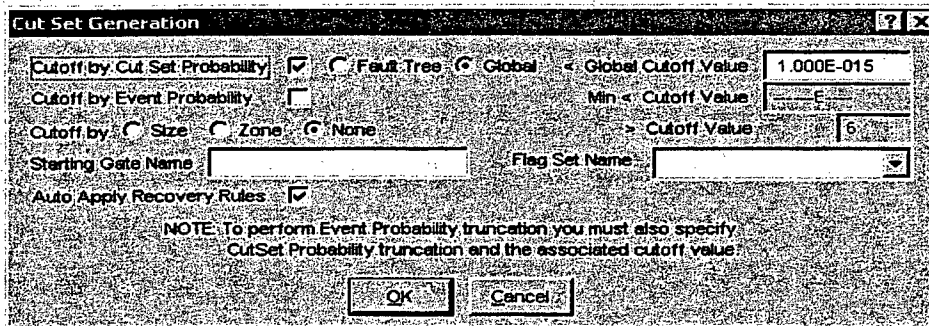 Cut Set Generation
Cutoff by Cut Set Probability Fault Tree Global < Global Cutoff Value 1.000E-015
Cutoff by Event Probability Min < Cutoff Value E
Cutoff by Size Zone None > Cutoff Value 6
Starting Gate Name Flag Set Name
Auto Apply Recovery Rules
NOTE: To perform Event Probability truncation you must also specify
CutSet Probability truncation and the associated cutoff value.
OK Cancel